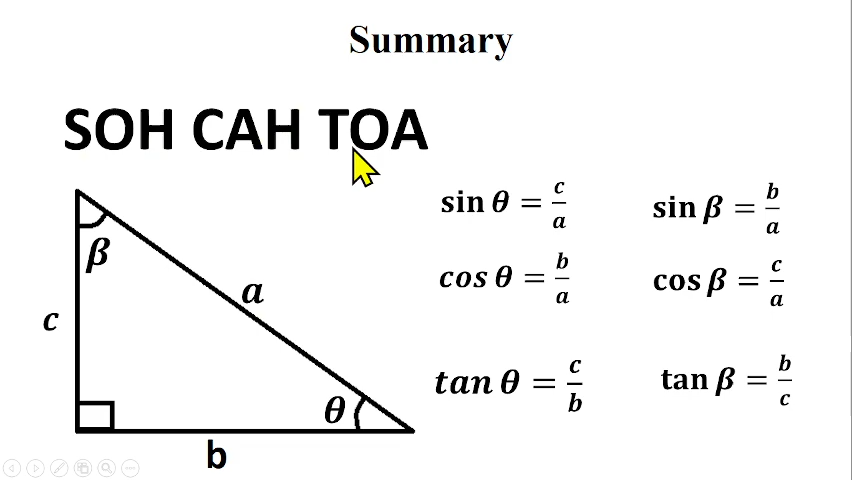 Summary
SOH CAH TOA
sin θ = c/a
sin β = b/a
cos θ = b/a
cos β = c/a
tan θ = c/b
tan β = b/c
β
a
c
θ
b